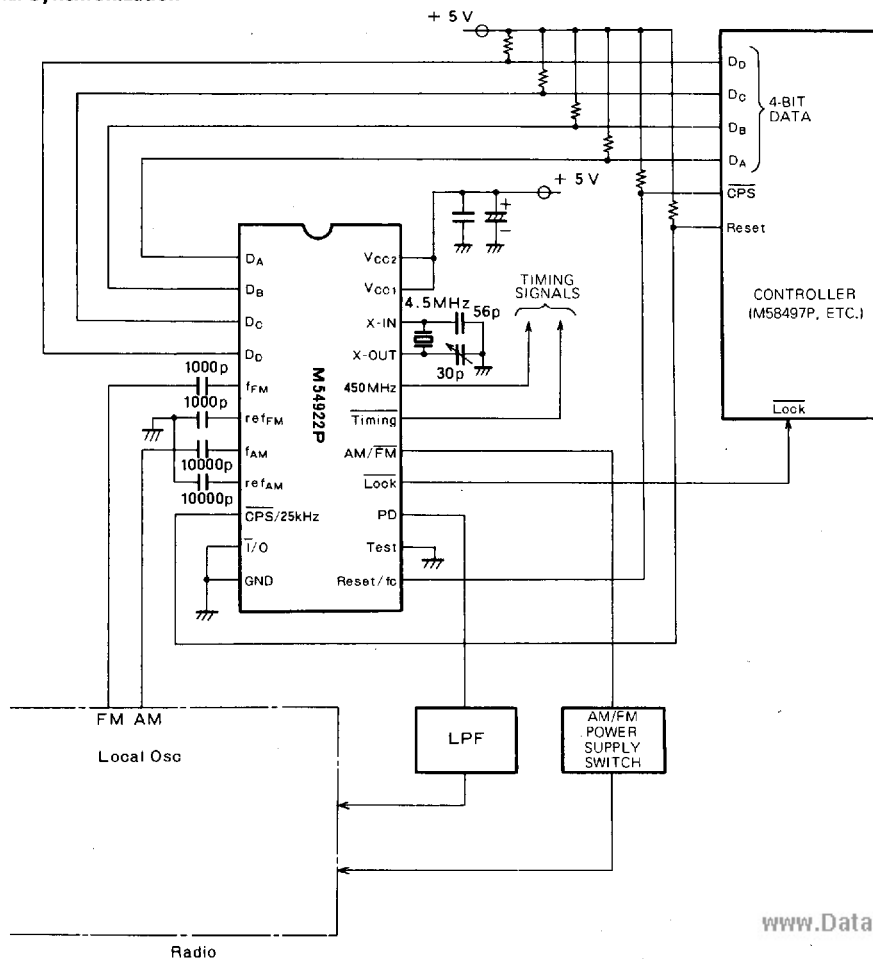 + 5 V
DD
DC
DB
DA
4-BIT
DATA
CPS
Reset
CONTROLLER
(M58497P, ETC.)
Lock
+ 5 V
+
−
TIMING
SIGNALS
M54922P
DA
DB
DC
DD
1000p
fFM
1000p
refFM
fAM
10000p
refAM
10000p
CPS/25kHz
I/O
GND
VCC2
VCC1
4.5MHz
56p
X-IN
X-OUT
30p
450MHz
Timing
AM/FM
Lock
PD
Test
Reset/fc
FM AM
Local Osc
LPF
AM/FM
POWER
SUPPLY
SWITCH
Radio
www.Data